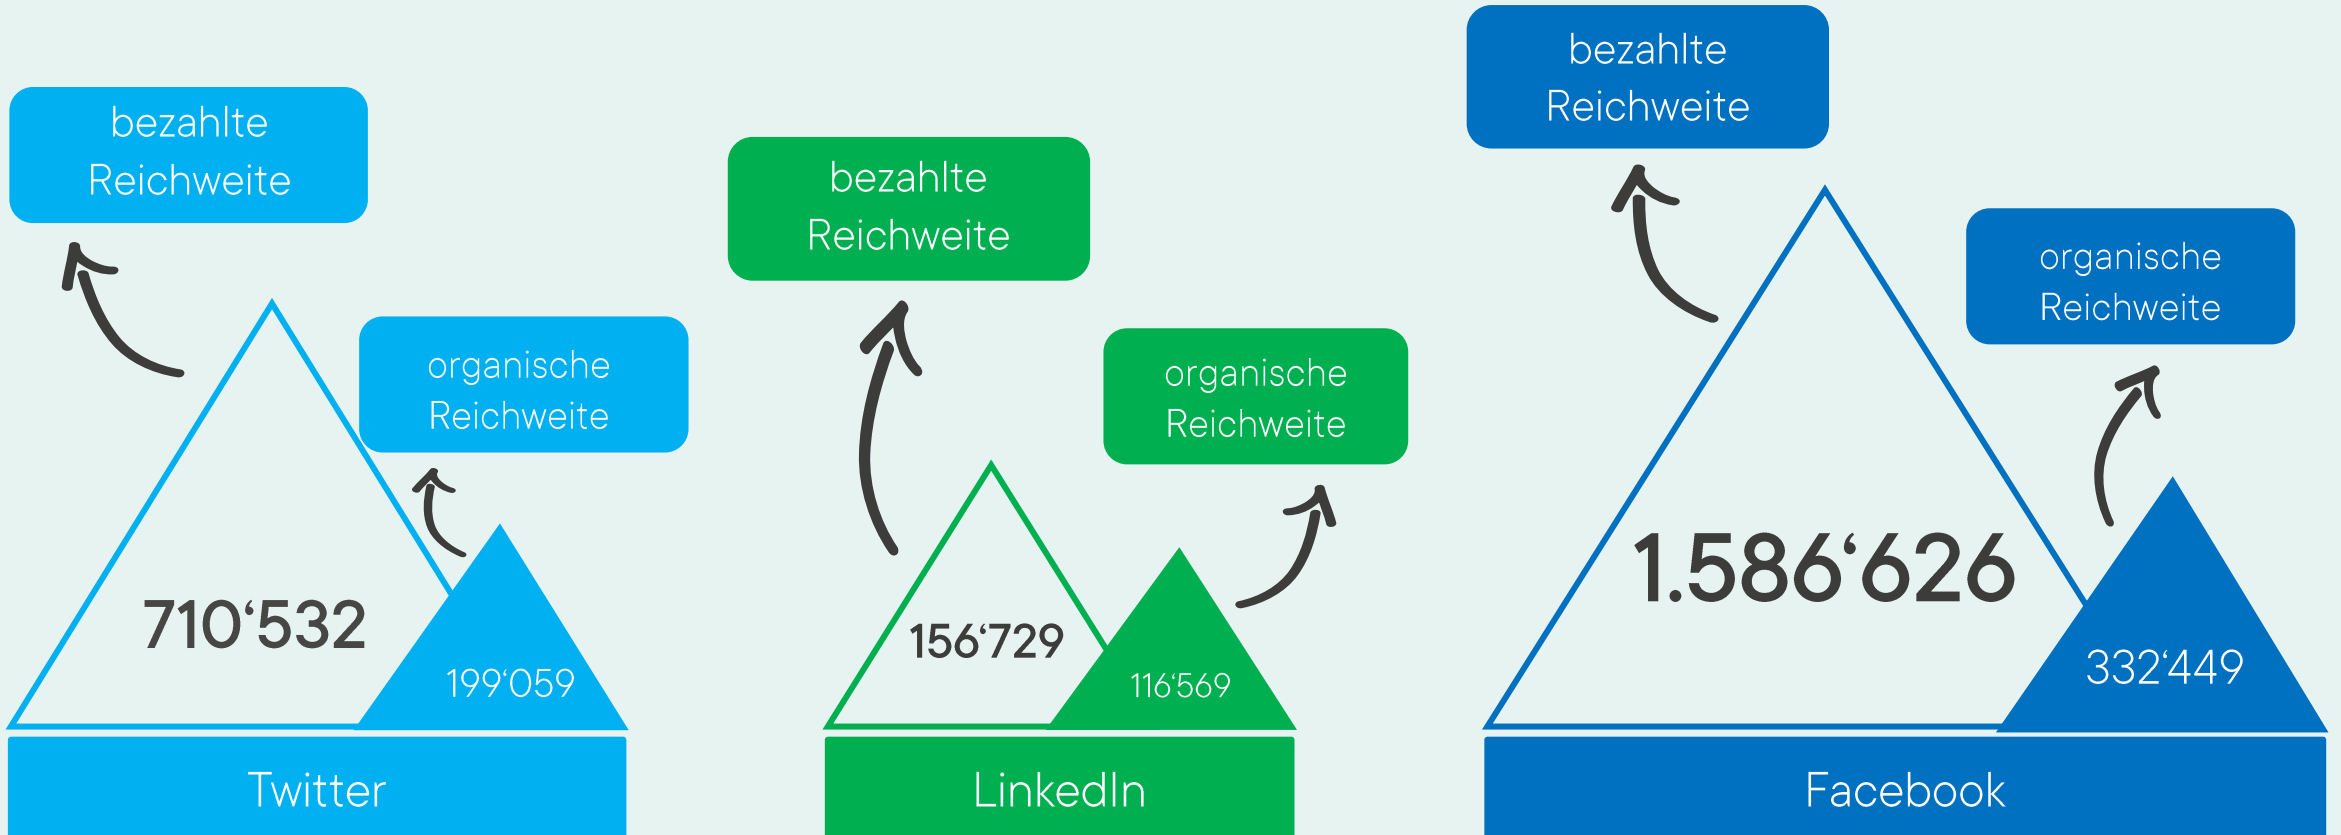 bezahlte
Reichweite
organische
Reichweite
710‘532
199‘059
Twitter
bezahlte
Reichweite
organische
Reichweite
156‘729
116‘569
LinkedIn
bezahlte
Reichweite
organische
Reichweite
1.586‘626
332‘449
Facebook